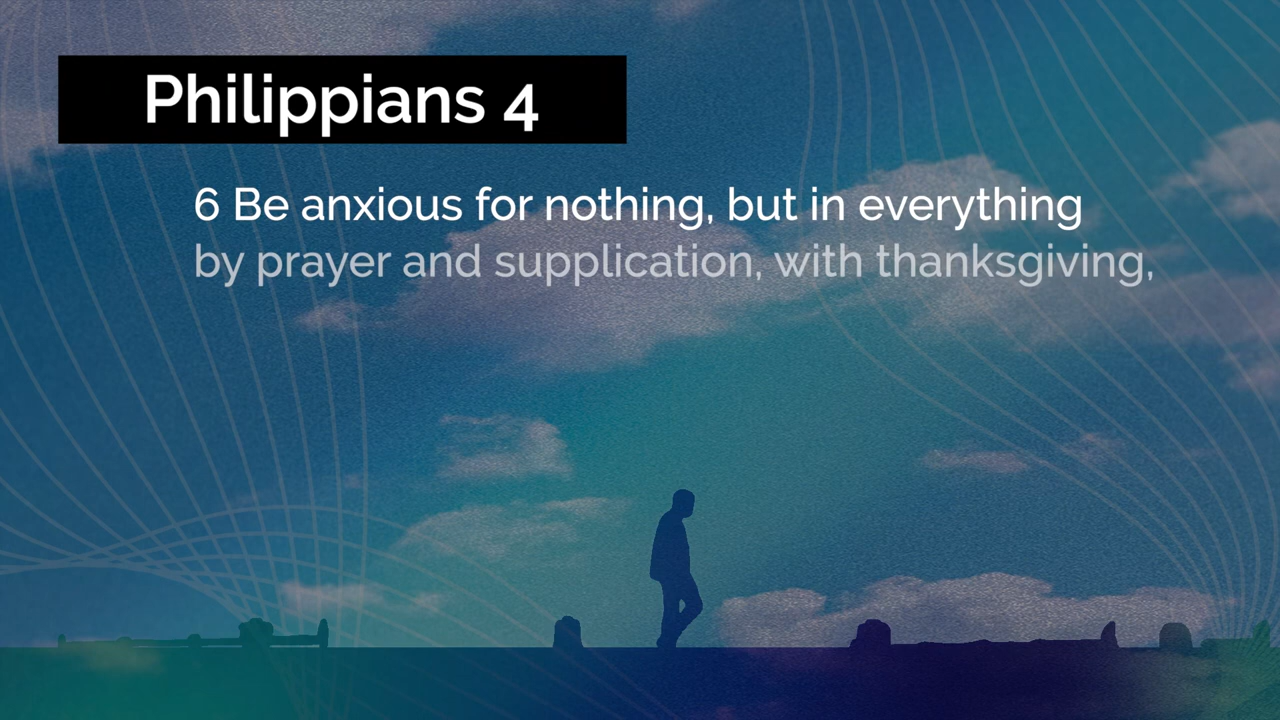 Philippians 4
6 Be anxious for nothing, but in everything
by prayer and supplication, with thanksgiving,